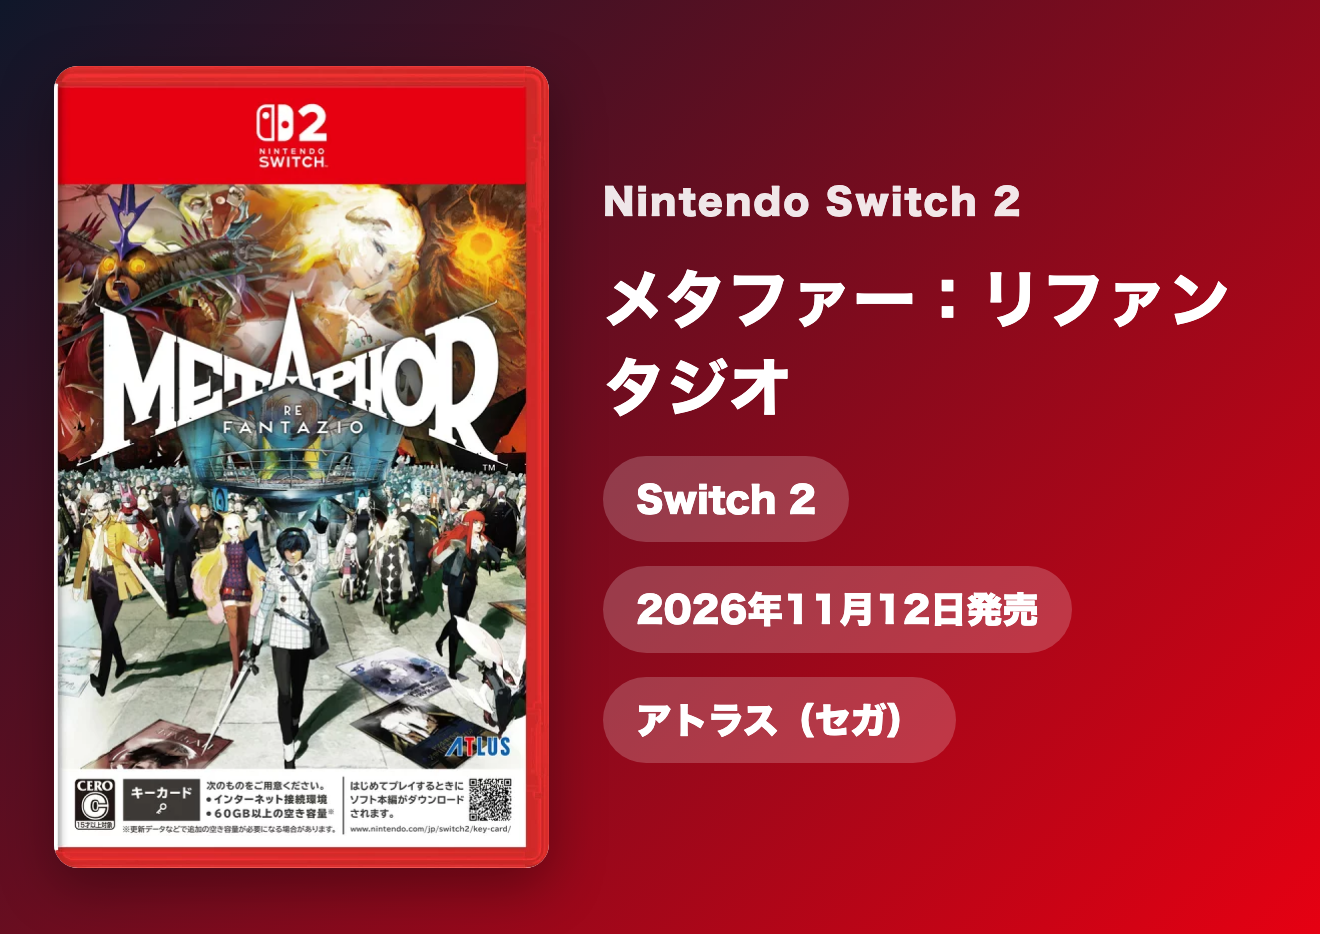 2
NINTENDO
SWITCH
METAPHOR
RE
FANTAZIO
TM
ATLUS
CERO
C
15才以上対象
キーカード
次のものをご用意ください。
•インターネット接続環境
•60GB以上の空き容量※
※更新データなどで追加の空き容量が必要になる場合があります。
はじめてプレイするときに
ソフト本編がダウンロード
されます。
www.nintendo.com/jp/switch2/key-card/
Nintendo Switch 2
メタファー：リファン
タジオ
Switch 2
2026年11月12日発売
アトラス（セガ）